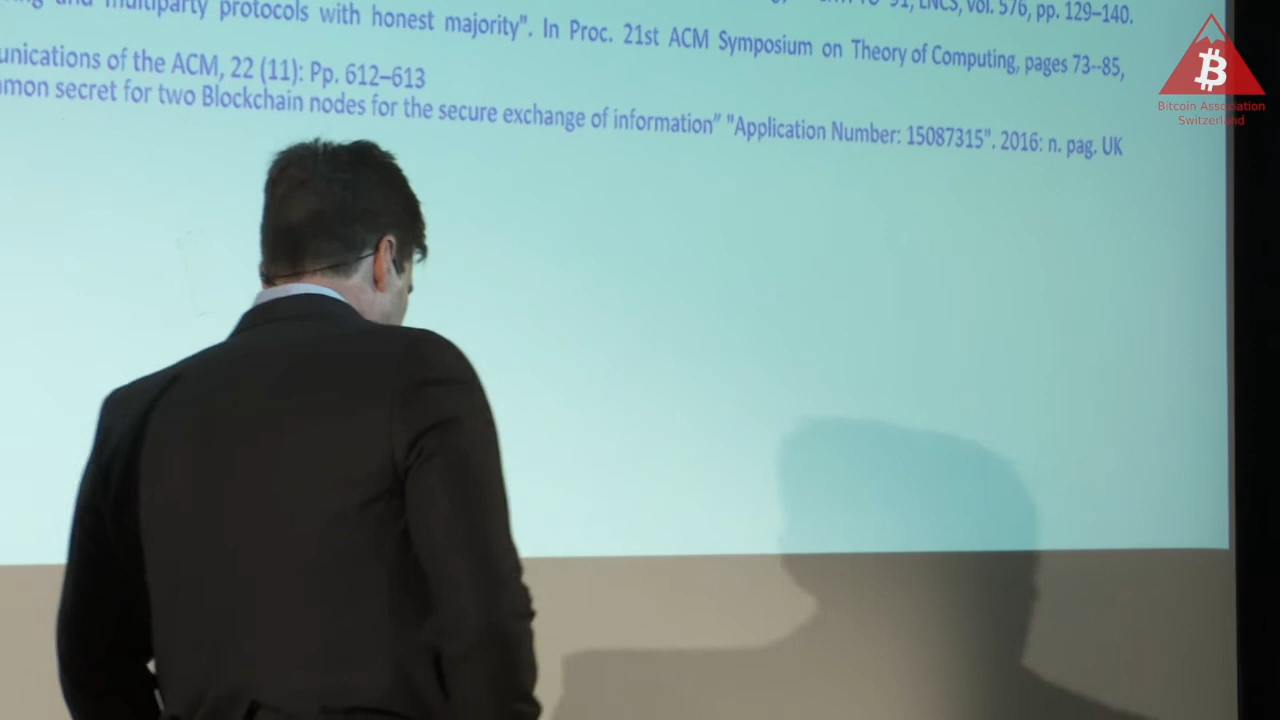 multiparty protocols with honest majority". In Proc. 21st ACM Symposium on Theory of Computing, pages 73--85,
LNCS, vol. 576, pp. 129–140.
unications of the ACM, 22 (11): Pp. 612–613
mon secret for two Blockchain nodes for the secure exchange of information" "Application Number: 15087315". 2016: n. pag. UK
Bitcoin Association
Switzerland